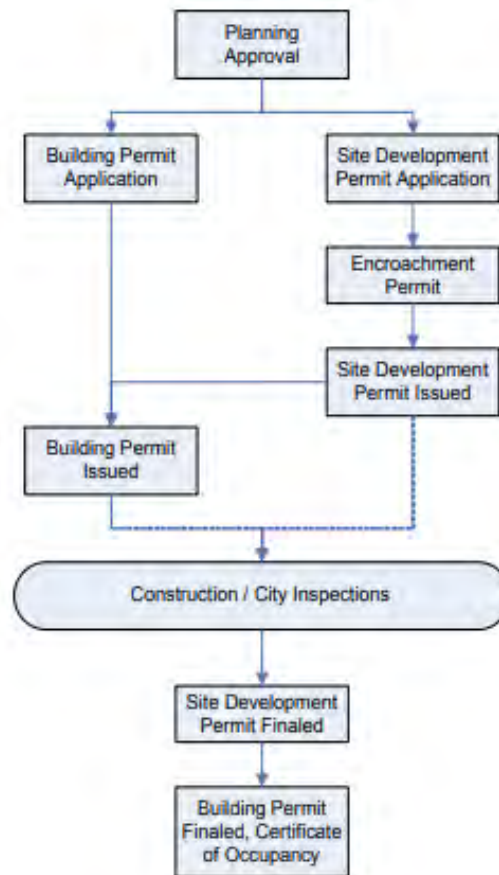 Planning
Approval
Building Permit
Application
Site Development
Permit Application
Encroachment
Permit
Site Development
Permit Issued
Building Permit
Issued
Construction / City Inspections
Site Development
Permit Finaled
Building Permit
Finaled, Certificate
of Occupancy